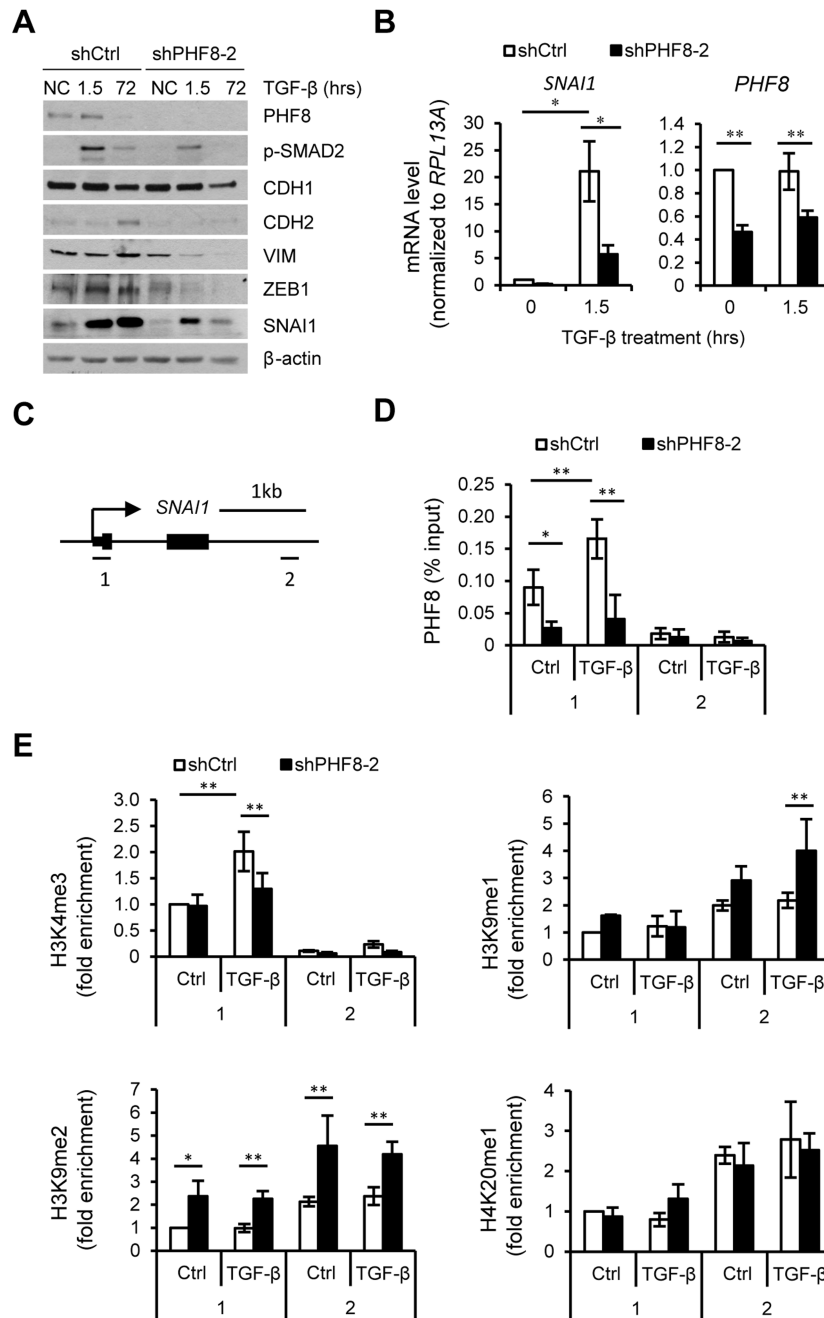 A
shCtrl shPHF8-2
NC 1.5 72 NC 1.5 72 TGF-β (hrs)
PHF8
p-SMAD2
CDH1
CDH2
VIM
ZEB1
SNAI1
β-actin
B
shCtrl shPHF8-2
SNAI1 PHF8
mRNA level
(normalized to RPL13A)
* *
30
25
20
15
10
5
0
0 1.5
** **
1.4
1.2
1.0
0.8
0.6
0.4
0.2
0
0 1.5
TGF-β treatment (hrs)
C
SNAI1 1kb
1 2
D
shCtrl shPHF8-2
PHF8 (% input)
** **
*
0.25
0.20
0.15
0.10
0.05
0
Ctrl TGF-β Ctrl TGF-β
1 2
E
shCtrl shPHF8-2
H3K4me3
(fold enrichment)
** **
3.0
2.5
2.0
1.5
1.0
0.5
0
Ctrl TGF-β Ctrl TGF-β
1 2
H3K9me1
(fold enrichment)
**
6
5
4
3
2
1
0
Ctrl TGF-β Ctrl TGF-β
1 2
H3K9me2
(fold enrichment)
* ** ** **
7
6
5
4
3
2
1
0
Ctrl TGF-β Ctrl TGF-β
1 2
H4K20me1
(fold enrichment)
4
3
2
1
0
Ctrl TGF-β Ctrl TGF-β
1 2